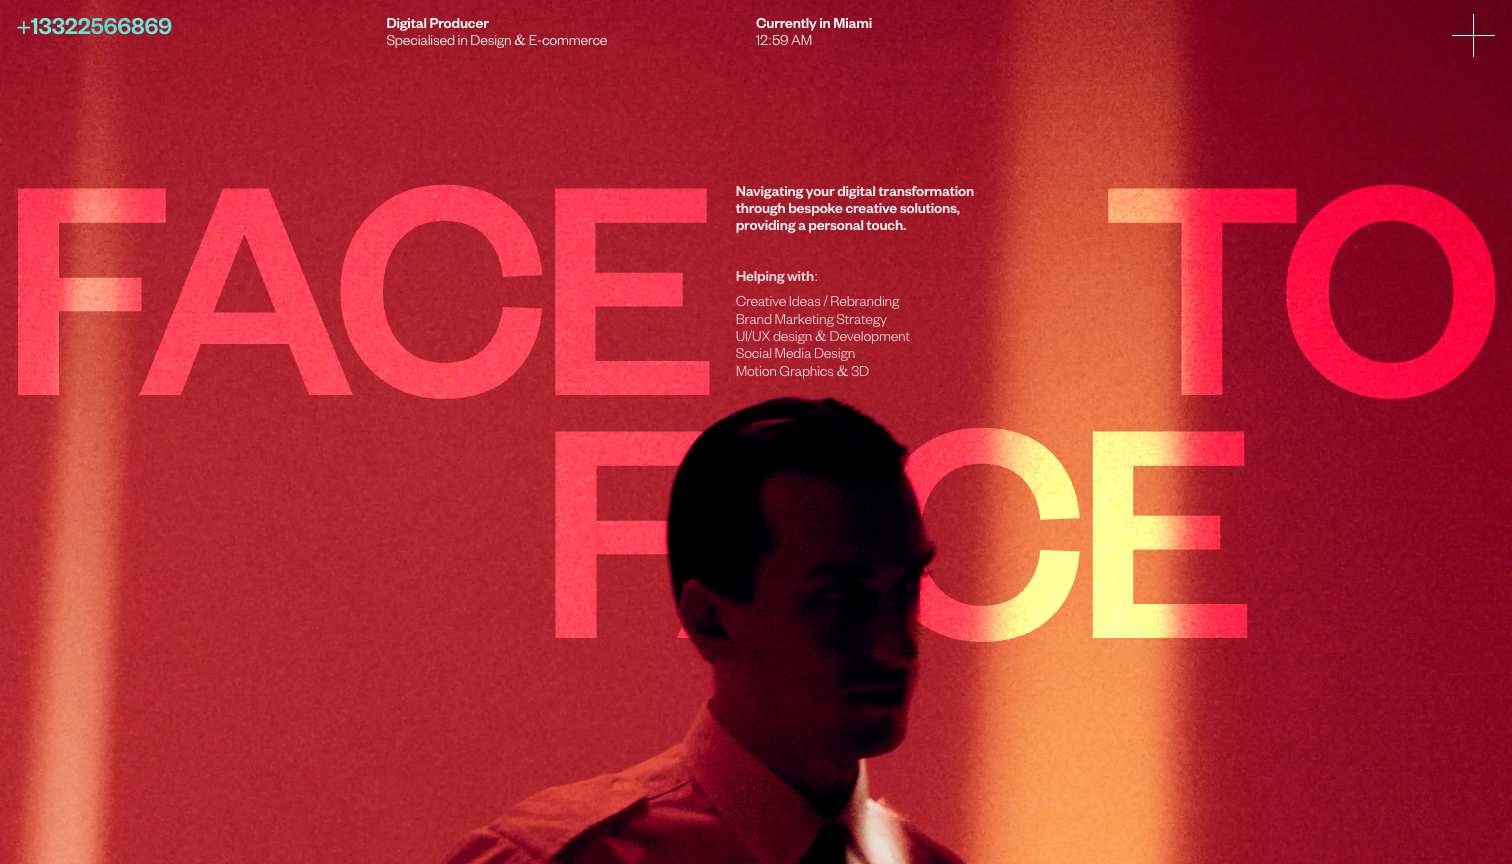 +13322566869
Digital Producer
Specialised in Design & E-commerce
Currently in Miami
12:59 AM
FACE TO
Navigating your digital transformation
through bespoke creative solutions,
providing a personal touch.
Helping with:
Creative Ideas / Rebranding
Brand Marketing Strategy
UI/UX design & Development
Social Media Design
Motion Graphics & 3D
FACE